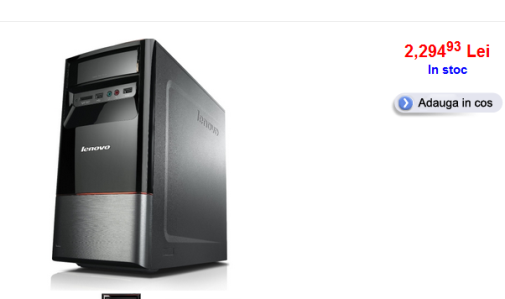 2,294⁹³ Lei
In stoc
Adauga in cos
lenovo
lenovo